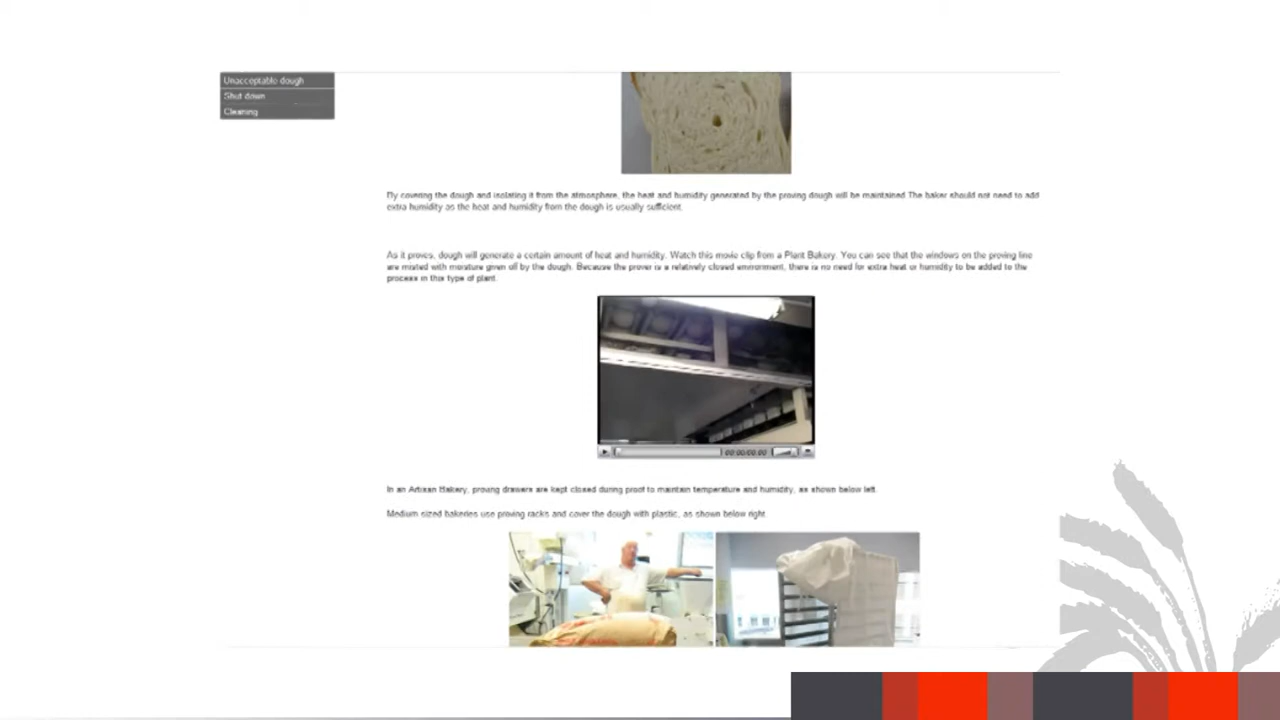 Unacceptable dough
Shut down
Cleaning
By covering the dough and isolating it from the atmosphere, the heat and humidity generated by the proving dough will be maintained The baker should not need to add
extra humidity as the heat and humidity from the dough is usually sufficient.
As it proves, dough will generate a certain amount of heat and humidity. Watch this movie clip from a Plant Bakery. You can see that the windows on the proving line
are misted with moisture given off by the dough. Because the prover is a relatively closed environment, there is no need for extra heat or humidity to be added to the
process in this type of plant.
00:00/00:00
In an Artisan Bakery, proving drawers are kept closed during proof to maintain temperature and humidity, as shown below left.
Medium sized bakeries use proving racks and cover the dough with plastic, as shown below right